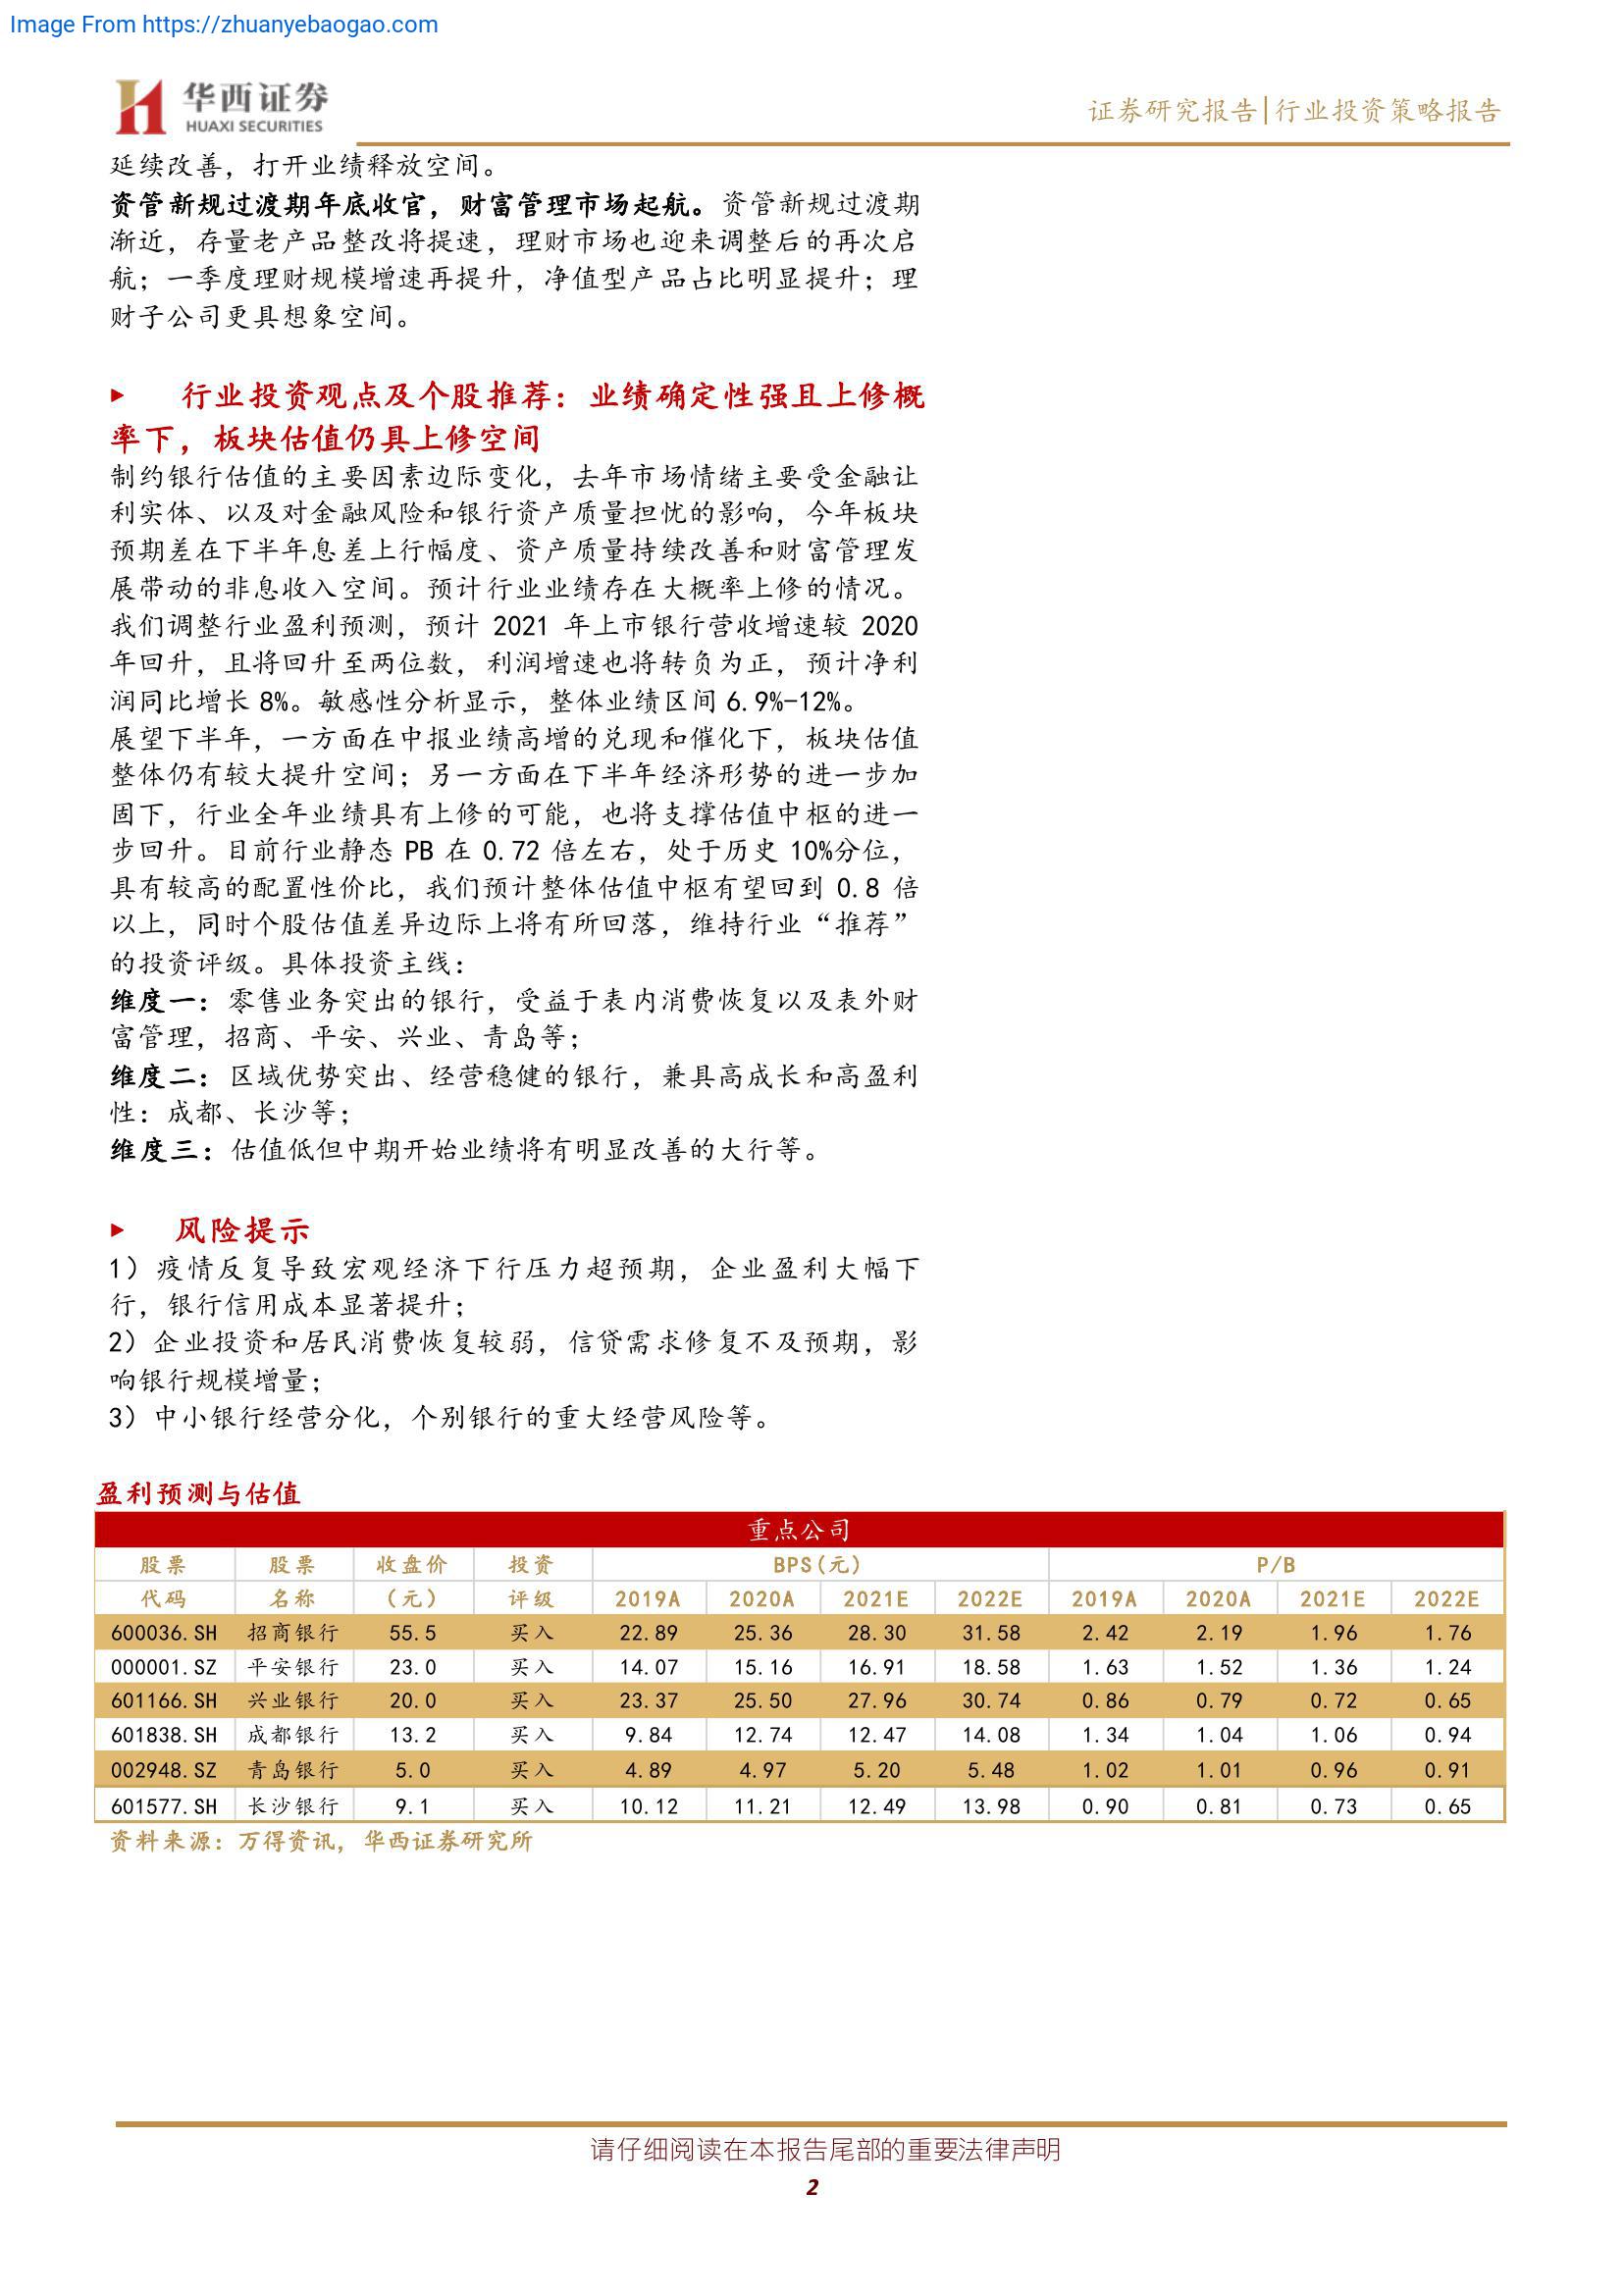 Image From https://zhuanyebaogao.com
华西证券
HUAXI SECURITIES
证券研究报告|行业投资策略报告
延续改善，打开业绩释放空间。
资管新规过渡期年底收官，财富管理市场起航。资管新规过渡期
渐近，存量老产品整改将提速，理财市场也迎来调整后的再次启
航；一季度理财规模增速再提升，净值型产品占比明显提升；理
财子公司更具想象空间。
▶ 行业投资观点及个股推荐：业绩确定性强且上修概
率下，板块估值仍具上修空间
制约银行估值的主要因素边际变化，去年市场情绪主要受金融让
利实体、以及对金融风险和银行资产质量担忧的影响，今年板块
预期差在下半年息差上行幅度、资产质量持续改善和财富管理发
展带动的非息收入空间。预计行业业绩存在大概率上修的情况。
我们调整行业盈利预测，预计 2021 年上市银行营收增速较 2020
年回升，且将回升至两位数，利润增速也将转负为正，预计净利
润同比增长 8%。敏感性分析显示，整体业绩区间 6.9%-12%。
展望下半年，一方面在中报业绩高增的兑现和催化下，板块估值
整体仍有较大提升空间；另一方面在下半年经济形势的进一步加
固下，行业全年业绩具有上修的可能，也将支撑估值中枢的进一
步回升。目前行业静态 PB 在 0.72 倍左右，处于历史 10%分位，
具有较高的配置性价比，我们预计整体估值中枢有望回到 0.8 倍
以上，同时个股估值差异边际上将有所回落，维持行业“推荐”
的投资评级。具体投资主线：
维度一：零售业务突出的银行，受益于表内消费恢复以及表外财
富管理，招商、平安、兴业、青岛等；
维度二：区域优势突出、经营稳健的银行，兼具高成长和高盈利
性：成都、长沙等；
维度三：估值低但中期开始业绩将有明显改善的大行等。
▶ 风险提示
1）疫情反复导致宏观经济下行压力超预期，企业盈利大幅下
行，银行信用成本显著提升；
2）企业投资和居民消费恢复较弱，信贷需求修复不及预期，影
响银行规模增量；
3）中小银行经营分化，个别银行的重大经营风险等。
盈利预测与估值
重点公司
股票 股票 收盘价 投资 BPS(元) P/B
代码 名称 （元） 评级 2019A 2020A 2021E 2022E 2019A 2020A 2021E 2022E
600036.SH 招商银行 55.5 买入 22.89 25.36 28.30 31.58 2.42 2.19 1.96 1.76
000001.SZ 平安银行 23.0 买入 14.07 15.16 16.91 18.58 1.63 1.52 1.36 1.24
601166.SH 兴业银行 20.0 买入 23.37 25.50 27.96 30.74 0.86 0.79 0.72 0.65
601838.SH 成都银行 13.2 买入 9.84 12.74 12.47 14.08 1.34 1.04 1.06 0.94
002948.SZ 青岛银行 5.0 买入 4.89 4.97 5.20 5.48 1.02 1.01 0.96 0.91
601577.SH 长沙银行 9.1 买入 10.12 11.21 12.49 13.98 0.90 0.81 0.73 0.65
资料来源：万得资讯，华西证券研究所
请仔细阅读在本报告尾部的重要法律声明
2